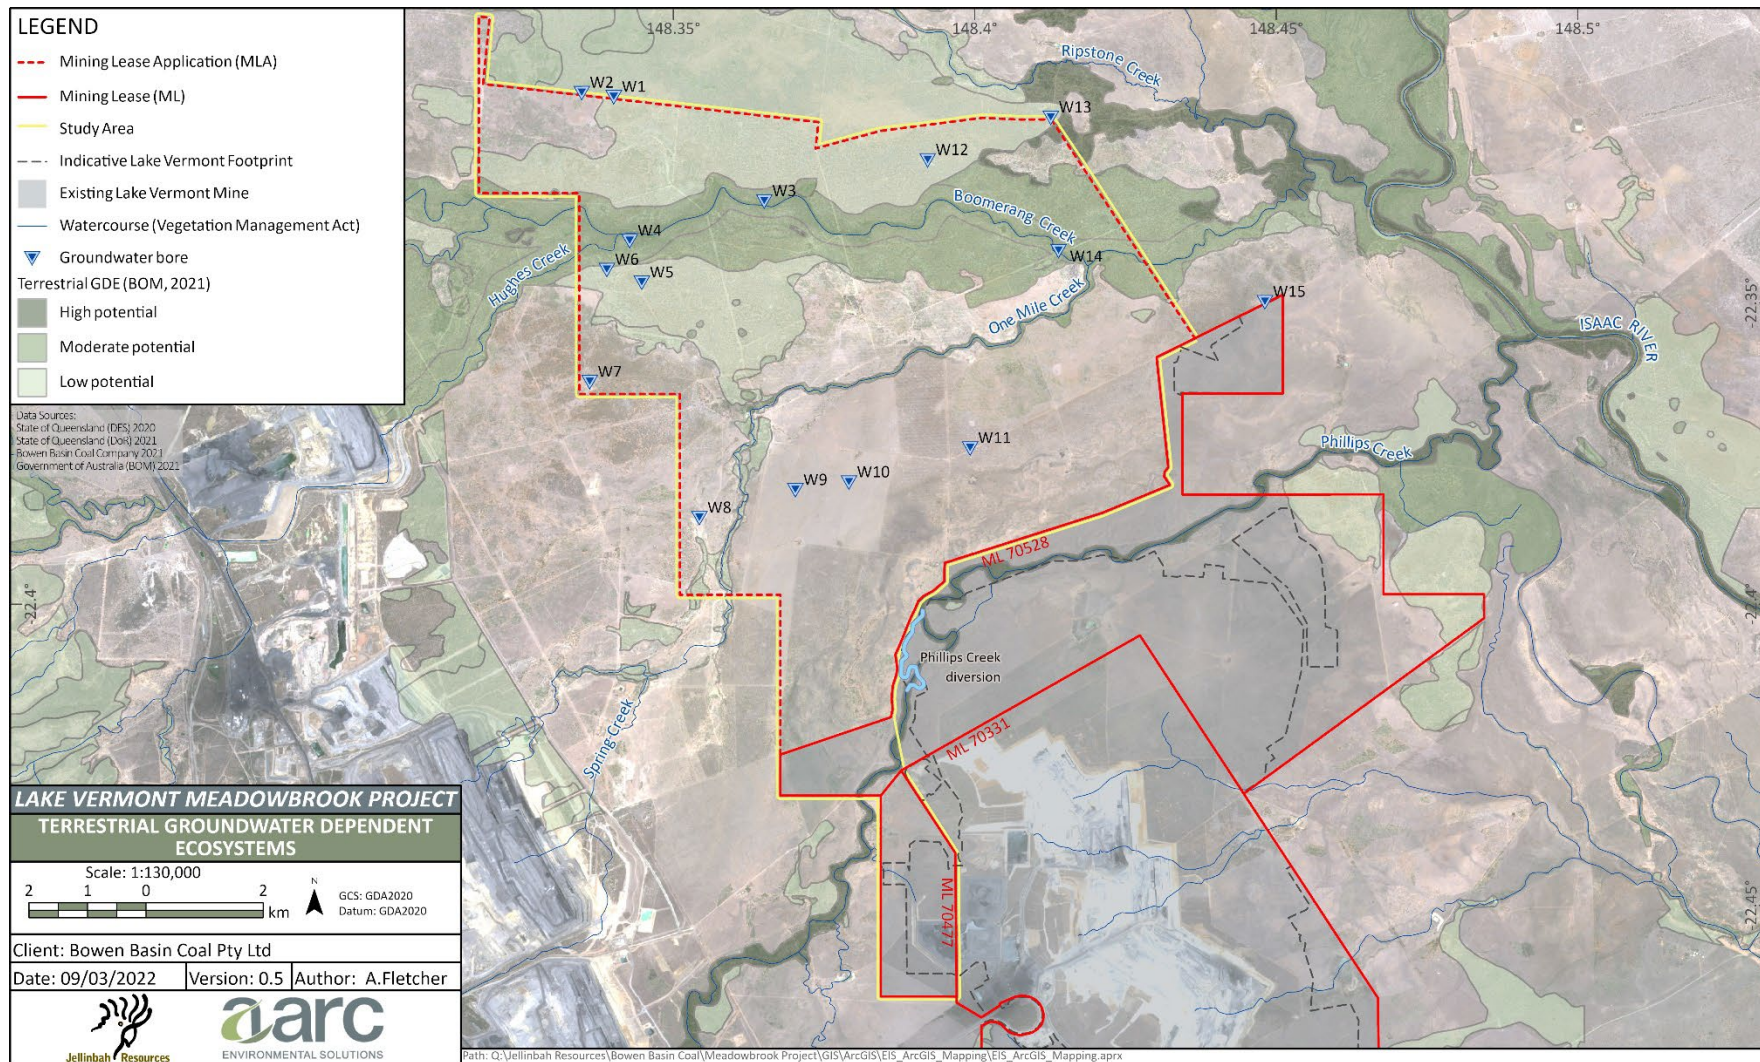 LEGEND
Mining Lease Application (MLA)
Mining Lease (ML)
Study Area
Indicative Lake Vermont Footprint
Existing Lake Vermont Mine
Watercourse (Vegetation Management Act)
Groundwater bore
Terrestrial GDE (BOM, 2021)
High potential
Moderate potential
Low potential
Data Sources:
State of Queensland (DES) 2020
State of Queensland (DoR) 2021
Bowen Basin Coal Company 2021
Government of Australia (BOM) 2021
148.35°
148.4°
148.45°
148.5°
Ripstone Creek
W2
W1
W13
W12
W3
Boomerang Creek
W4
W14
W6
W5
Hughes Creek
One Mile Creek
W15
-22.35°
ISAAC RIVER
W7
Phillips Creek
W11
W10
W9
W8
ML 70528
-22.4°
-22.4°
Phillips Creek
diversion
Spring Creek
ML 70331
ML 70477
-22.45°
LAKE VERMONT MEADOWBROOK PROJECT
TERRESTRIAL GROUNDWATER DEPENDENT
ECOSYSTEMS
Scale: 1:130,000
2 1 0 2
km
N
GCS: GDA2020
Datum: GDA2020
Client: Bowen Basin Coal Pty Ltd
Date: 09/03/2022 Version: 0.5 Author: A.Fletcher
Jellinbah Resources
aarc
ENVIRONMENTAL SOLUTIONS
Path: Q:\Jellinbah Resources\Bowen Basin Coal\Meadowbrook Project\GIS\ArcGIS\EIS_ArcGIS_Mapping\EIS_ArcGIS_Mapping.aprx